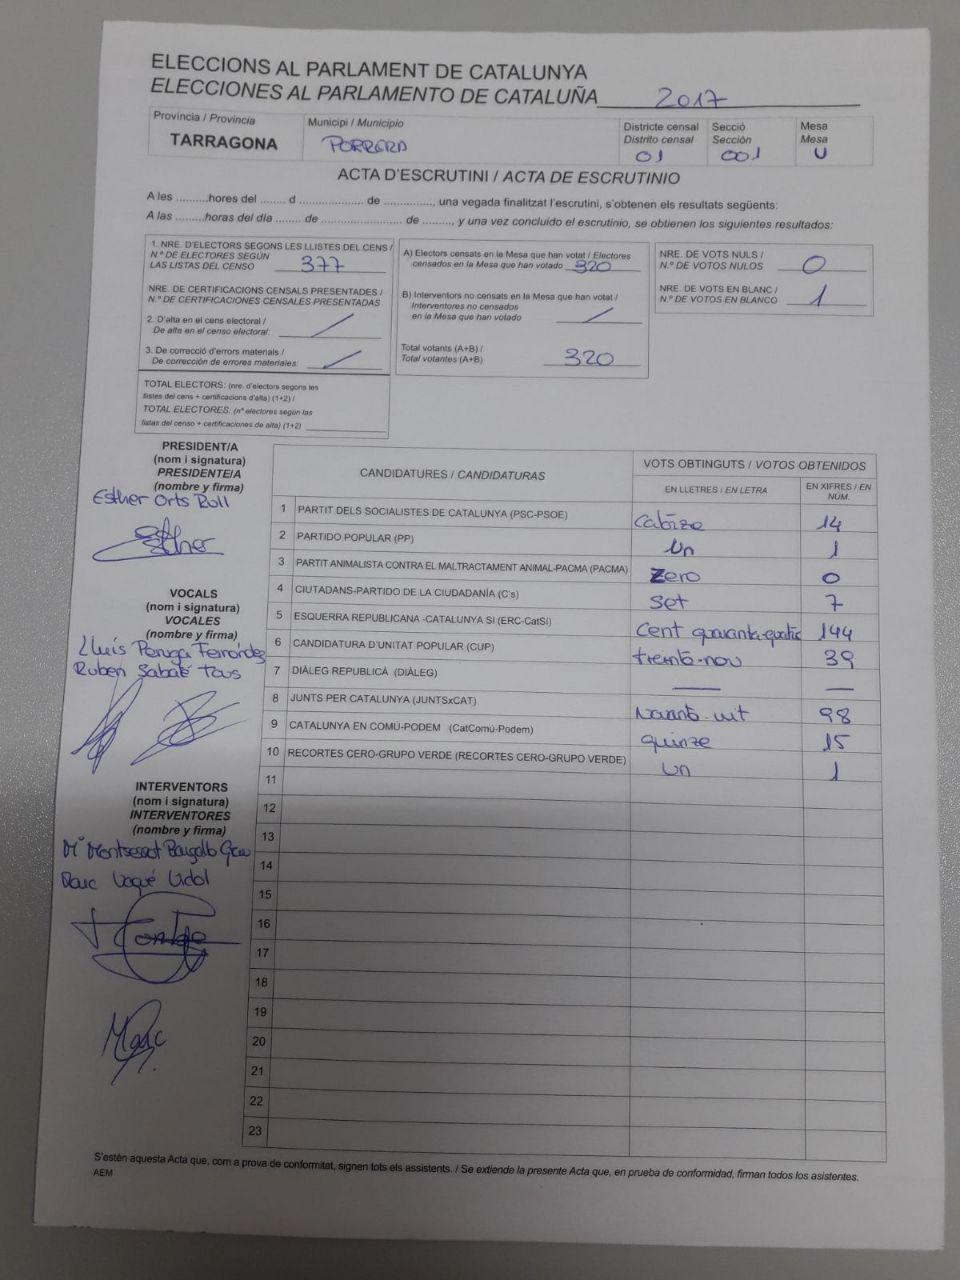 ELECCIONS AL PARLAMENT DE CATALUNYA
ELECCIONES AL PARLAMENTO DE CATALUÑA 2017
Província / Provincia
TARRAGONA
Municipi / Municipio
PORRERA
Districte censal
Distrito censal
01
Secció
Sección
001
Mesa
Mesa
U
ACTA D'ESCRUTINI / ACTA DE ESCRUTINIO
A les ..........hores del ........ d .................... de ..............., una vegada finalitzat l'escrutini, s'obtenen els resultats següents:
A las ..........horas del día ........ de .......................... de .........., y una vez concluido el escrutinio, se obtienen los siguientes resultados:
1. NRE. D'ELECTORS SEGONS LES LLISTES DEL CENS /
N.º DE ELECTORES SEGÚN
LAS LISTAS DEL CENSO 377
NRE. DE CERTIFICACIONS CENSALS PRESENTADES /
N.º DE CERTIFICACIONES CENSALES PRESENTADAS
2. D'alta en el cens electoral /
De alta en el censo electoral: /
3. De correcció d'errors materials /
De corrección de errores materiales: /
TOTAL ELECTORS: (nre. d'electors segons les
llistes del cens + certificacions d'alta) (1+2) /
TOTAL ELECTORES: (nº electores según las
listas del censo + certificaciones de alta) (1+2)
A) Electors censats en la Mesa que han votat / Electores
censados en la Mesa que han votado 320
B) Interventors no censats en la Mesa que han votat /
Interventores no censados
en la Mesa que han votado /
Total votants (A+B) /
Total votantes (A+B) 320
NRE. DE VOTS NULS /
N.º DE VOTOS NULOS 0
NRE. DE VOTS EN BLANC /
N.º DE VOTOS EN BLANCO 1
PRESIDENT/A
(nom i signatura)
PRESIDENTE/A
(nombre y firma)
Esther Orts Rull
Esther
VOCALS
(nom i signatura)
VOCALES
(nombre y firma)
Lluís Ferrández
Ruben Sabaté Tous
INTERVENTORS
(nom i signatura)
INTERVENTORES
(nombre y firma)
Mª Montserrat
Marc Vaqué Vidal
Marc
CANDIDATURES / CANDIDATURAS
VOTS OBTINGUTS / VOTOS OBTENIDOS
EN LLETRES / EN LETRA
EN XIFRES / EN NÚM.
1 PARTIT DELS SOCIALISTES DE CATALUNYA (PSC-PSOE) Catorze 14
2 PARTIDO POPULAR (PP) Un 1
3 PARTIT ANIMALISTA CONTRA EL MALTRACTAMENT ANIMAL-PACMA (PACMA) Zero 0
4 CIUTADANS-PARTIDO DE LA CIUDADANÍA (C's) Set 7
5 ESQUERRA REPUBLICANA -CATALUNYA SI (ERC-CatSí) Cent quaranta-quatre 144
6 CANDIDATURA D'UNITAT POPULAR (CUP) trenta-nou 39
7 DIÀLEG REPUBLICÀ (DIÀLEG) — —
8 JUNTS PER CATALUNYA (JUNTSxCAT) Noranta-vuit 98
9 CATALUNYA EN COMÚ-PODEM (CatComú-Podem) quinze 15
10 RECORTES CERO-GRUPO VERDE (RECORTES CERO-GRUPO VERDE) Un 1
11
12
13
14
15
16
17
18
19
20
21
22
23
S'estén aquesta Acta que, com a prova de conformitat, signen tots els assistents. / Se extiende la presente Acta que, en prueba de conformidad, firman todos los asistentes.
AEM